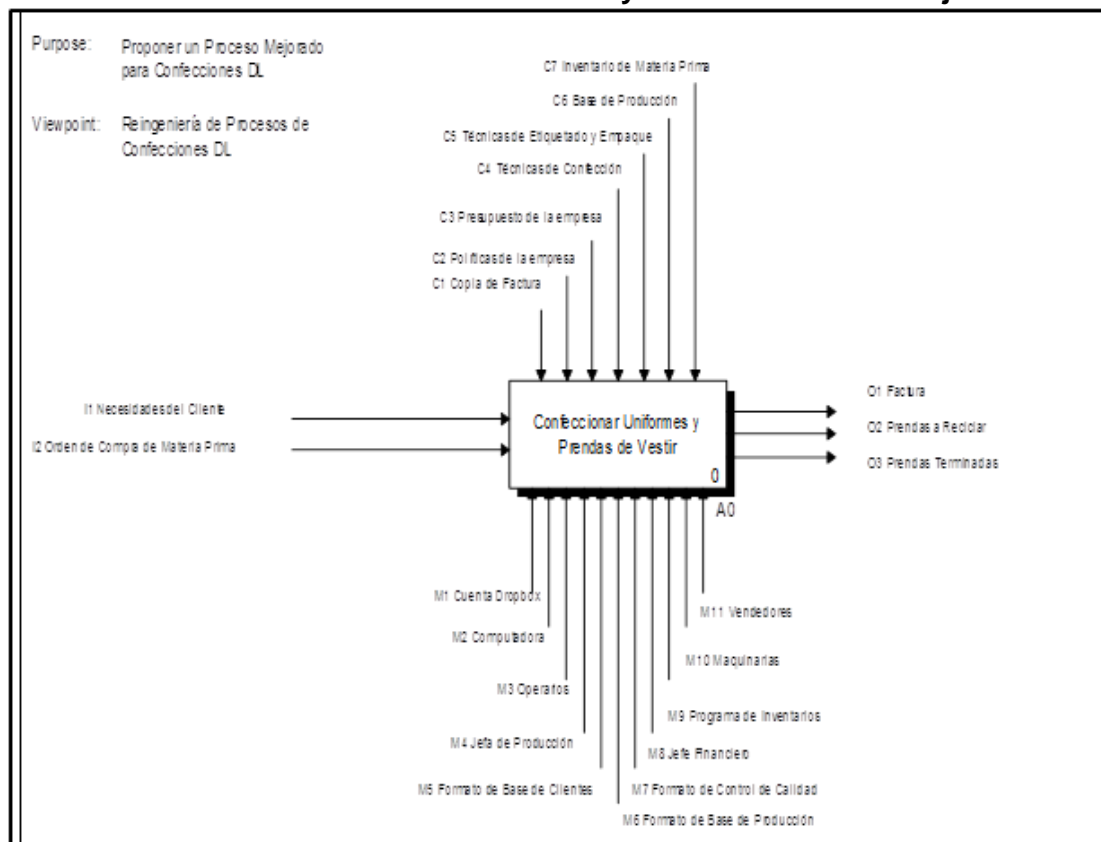 Purpose: Proponer un Proceso Mejorado
para Confecciones DL
Viewpoint: Reingeniería de Procesos de
Confecciones DL
C7 Inventario de Materia Prima
C6 Base de Producción
C5 Técnicas de Etiquetado y Empaque
C4 Técnicas de Confección
C3 Presupuesto de la empresa
C2 Políticas de la empresa
C1 Copia de Factura
I1 Necesidades del Cliente
I2 Orden de Compra de Materia Prima
Confeccionar Uniformes y
Prendas de Vestir
0
A0
O1 Factura
O2 Prendas a Reciclar
O3 Prendas Terminadas
M1 Cuenta Dropbox
M2 Computadora
M3 Operarios
M4 Jefa de Producción
M5 Formato de Base de Clientes
M6 Formato de Base de Producción
M7 Formato de Control de Calidad
M8 Jefe Financiero
M9 Programa de Inventarios
M10 Maquinarias
M11 Vendedores